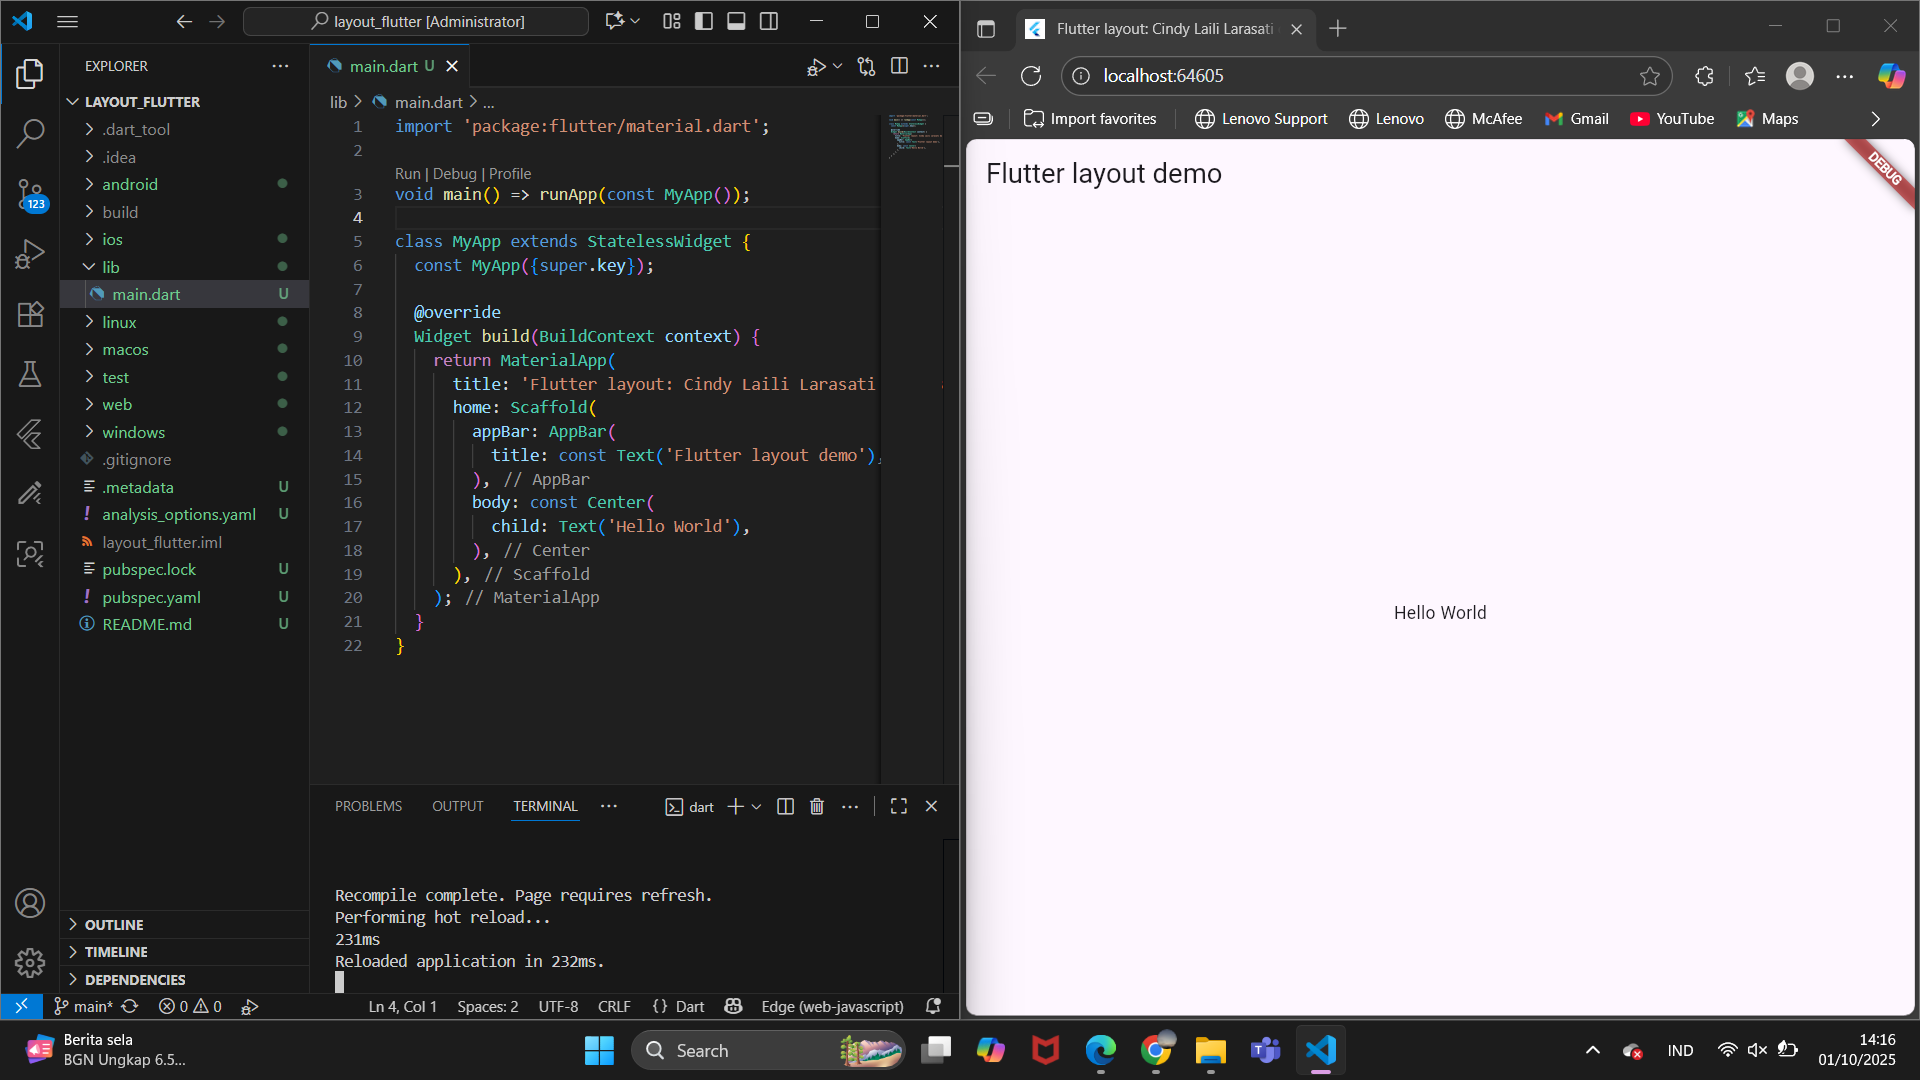 layout_flutter [Administrator]
EXPLORER
LAYOUT_FLUTTER
.dart_tool
.idea
android
build
ios
lib
main.dart U
linux
macos
test
web
windows
.gitignore
.metadata U
analysis_options.yaml U
layout_flutter.iml
pubspec.lock U
pubspec.yaml U
README.md U
123
OUTLINE
TIMELINE
DEPENDENCIES
main.dart U
lib > main.dart > ...
1 import 'package:flutter/material.dart';
2
Run | Debug | Profile
3 void main() => runApp(const MyApp());
4
5 class MyApp extends StatelessWidget {
6 const MyApp({super.key});
7
8 @override
9 Widget build(BuildContext context) {
10 return MaterialApp(
11 title: 'Flutter layout: Cindy Laili Larasati
12 home: Scaffold(
13 appBar: AppBar(
14 title: const Text('Flutter layout demo'),
15 ), // AppBar
16 body: const Center(
17 child: Text('Hello World'),
18 ), // Center
19 ), // Scaffold
20 ); // MaterialApp
21 }
22 }
PROBLEMS OUTPUT TERMINAL ... dart
Recompile complete. Page requires refresh.
Performing hot reload...
231ms
Reloaded application in 232ms.
main* 0 0 Ln 4, Col 1 Spaces: 2 UTF-8 CRLF {} Dart Edge (web-javascript)
Flutter layout: Cindy Laili Larasati
localhost:64605
Import favorites Lenovo Support Lenovo McAfee Gmail YouTube Maps
Flutter layout demo
DEBUG
Hello World
Berita sela
BGN Ungkap 6.5...
Search
IND
14:16
01/10/2025